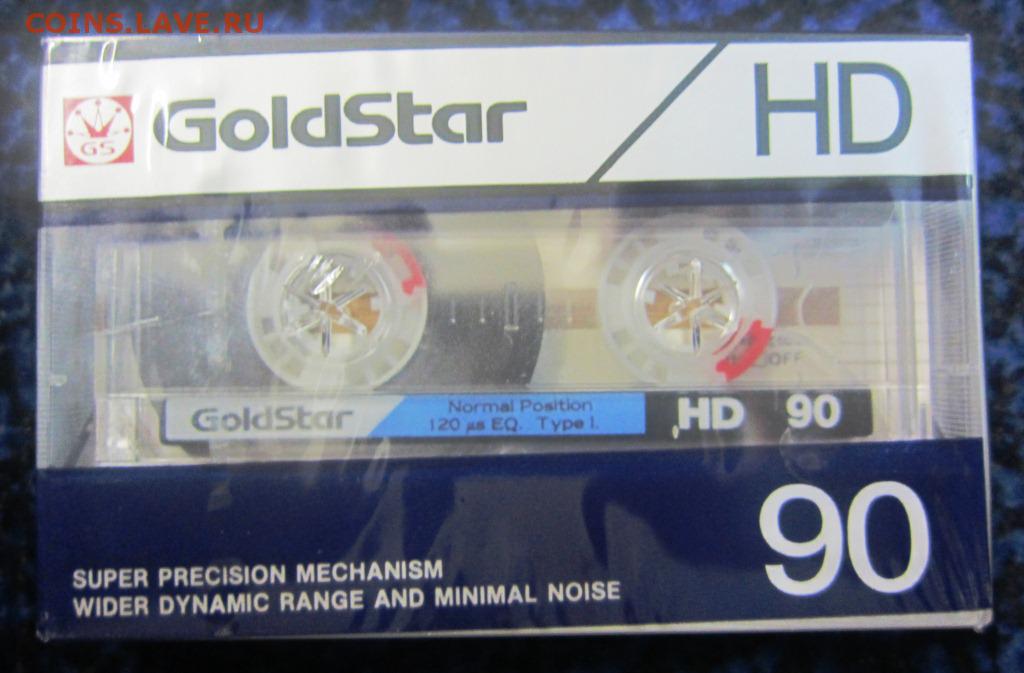 COINS.LAVE.RU
GS GoldStar HD
OFF
GoldStar
Normal Position
120 µs EQ. Type I.
HD 90
90
SUPER PRECISION MECHANISM
WIDER DYNAMIC RANGE AND MINIMAL NOISE